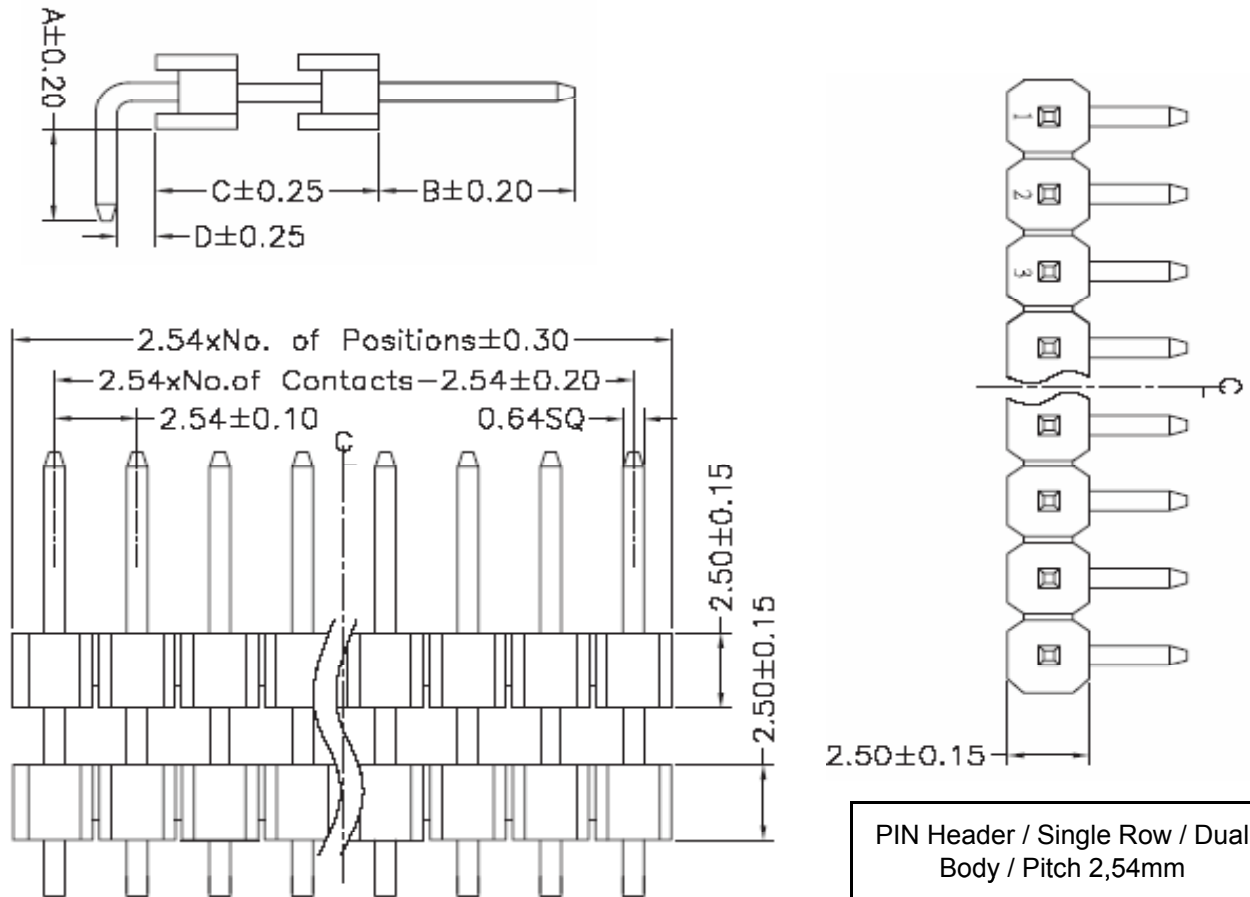 A±0.20
C±0.25
B±0.20
D±0.25
1
2
3
2.54xNo. of Positions±0.30
2.54xNo.of Contacts-2.54±0.20
2.54±0.10
0.64SQ
2.50±0.15
2.50±0.15
2.50±0.15
PIN Header / Single Row / Dual
Body / Pitch 2,54mm